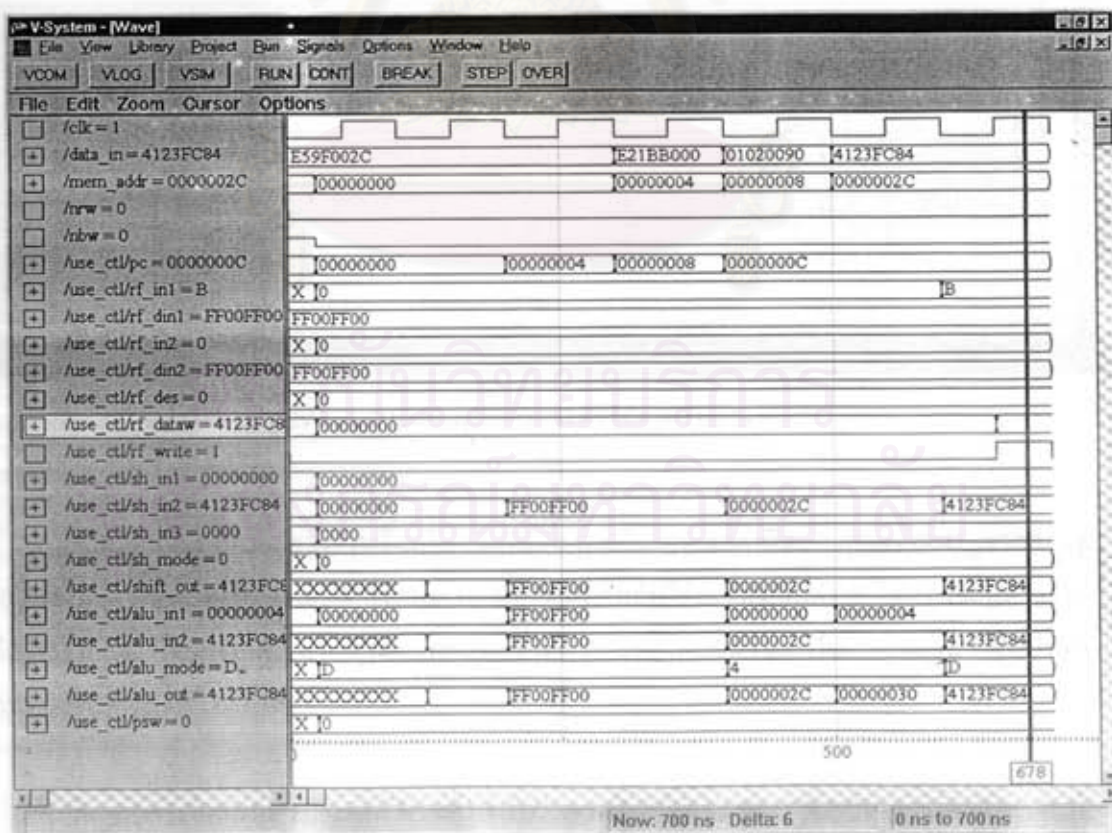 V-System - [Wave]
File View Library Project Run Signals Options Window Help
VCOM VLOG VSIM RUN CONT BREAK STEP OVER
File Edit Zoom Cursor Options
/clk = 1
/data_in = 4123FC84 E59F002C E21BB000 01020090 4123FC84
/mem_addr = 0000002C 00000000 00000004 00000008 0000002C
/nrw = 0
/nbw = 0
/use_ctl/pc = 0000000C 00000000 00000004 00000008 0000000C
/use_ctl/rf_in1 = B X 0 B
/use_ctl/rf_din1 = FF00FF00 FF00FF00
/use_ctl/rf_in2 = 0 X 0
/use_ctl/rf_din2 = FF00FF00 FF00FF00
/use_ctl/rf_des = 0 X 0
/use_ctl/rf_dataw = 4123FC8 00000000
/use_ctl/rf_write = 1
/use_ctl/sh_in1 = 00000000 00000000
/use_ctl/sh_in2 = 4123FC84 00000000 FF00FF00 0000002C 4123FC84
/use_ctl/sh_in3 = 0000 0000
/use_ctl/sh_mode = 0 X 0
/use_ctl/shift_out = 4123FC8 XXXXXXXX FF00FF00 0000002C 4123FC84
/use_ctl/alu_in1 = 00000004 00000000 FF00FF00 00000000 00000004
/use_ctl/alu_in2 = 4123FC84 XXXXXXXX FF00FF00 0000002C 4123FC84
/use_ctl/alu_mode = D X D 4 D
/use_ctl/alu_out = 4123FC84 XXXXXXXX FF00FF00 0000002C 00000030 4123FC84
/use_ctl/psw = 0 X 0
500
678
Now: 700 ns Delta: 6 0 ns to 700 ns